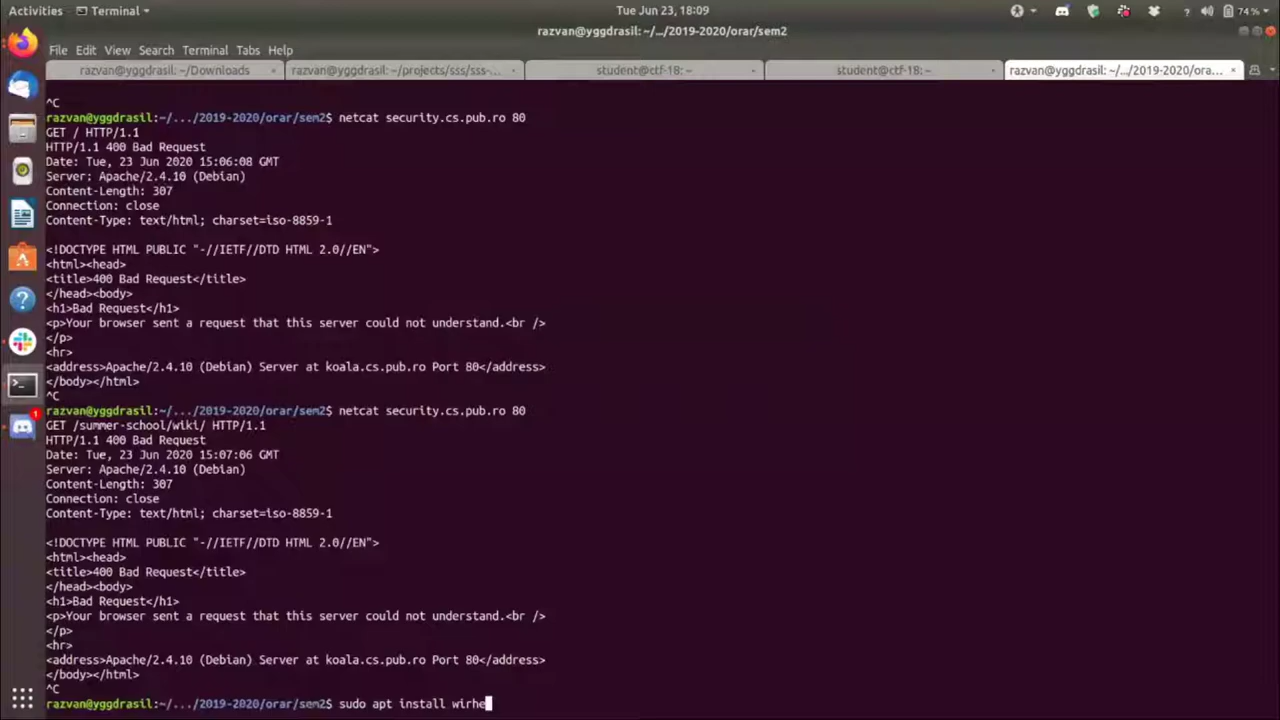 Activities
Terminal
Tue Jun 23, 18:09
74 %
razvan@yggdrasil: ~/.../2019-2020/orar/sem2
File Edit View Search Terminal Tabs Help
razvan@yggdrasil: ~/Downloads
razvan@yggdrasil: ~/projects/sss/sss-...
student@ctf-18: ~
student@ctf-18: ~
razvan@yggdrasil: ~/.../2019-2020/ora...
^C
razvan@yggdrasil:~/.../2019-2020/orar/sem2$ netcat security.cs.pub.ro 80
GET / HTTP/1.1
HTTP/1.1 400 Bad Request
Date: Tue, 23 Jun 2020 15:06:08 GMT
Server: Apache/2.4.10 (Debian)
Content-Length: 307
Connection: close
Content-Type: text/html; charset=iso-8859-1
<!DOCTYPE HTML PUBLIC "-//IETF//DTD HTML 2.0//EN">
<html><head>
<title>400 Bad Request</title>
</head><body>
<h1>Bad Request</h1>
<p>Your browser sent a request that this server could not understand.<br />
</p>
<hr>
<address>Apache/2.4.10 (Debian) Server at koala.cs.pub.ro Port 80</address>
</body></html>
^C
razvan@yggdrasil:~/.../2019-2020/orar/sem2$ netcat security.cs.pub.ro 80
GET /summer-school/wiki/ HTTP/1.1
HTTP/1.1 400 Bad Request
Date: Tue, 23 Jun 2020 15:07:06 GMT
Server: Apache/2.4.10 (Debian)
Content-Length: 307
Connection: close
Content-Type: text/html; charset=iso-8859-1
<!DOCTYPE HTML PUBLIC "-//IETF//DTD HTML 2.0//EN">
<html><head>
<title>400 Bad Request</title>
</head><body>
<h1>Bad Request</h1>
<p>Your browser sent a request that this server could not understand.<br />
</p>
<hr>
<address>Apache/2.4.10 (Debian) Server at koala.cs.pub.ro Port 80</address>
</body></html>
^C
razvan@yggdrasil:~/.../2019-2020/orar/sem2$ sudo apt install wirhe
1